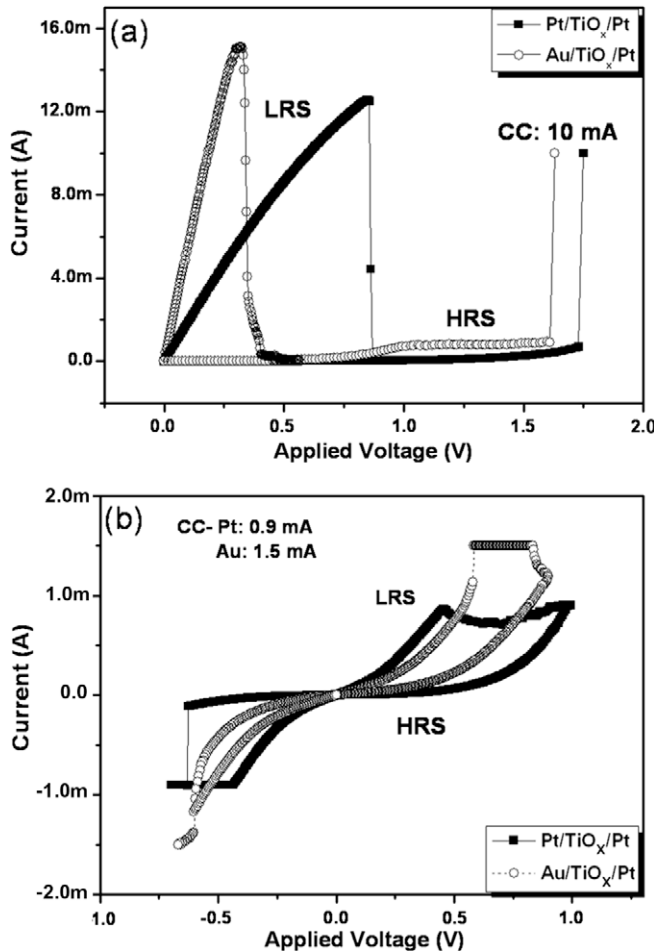 (a)
Pt/TiOx/Pt
Au/TiOx/Pt
16.0m
12.0m
8.0m
4.0m
0.0
LRS
CC: 10 mA
HRS
Current (A)
0.0 0.5 1.0 1.5 2.0
Applied Voltage (V)
(b)
CC- Pt: 0.9 mA
Au: 1.5 mA
2.0m
1.0m
0.0
-1.0m
-2.0m
LRS
HRS
Current (A)
Pt/TiOx/Pt
Au/TiOx/Pt
1.0 -0.5 0.0 0.5 1.0
Applied Voltage (V)